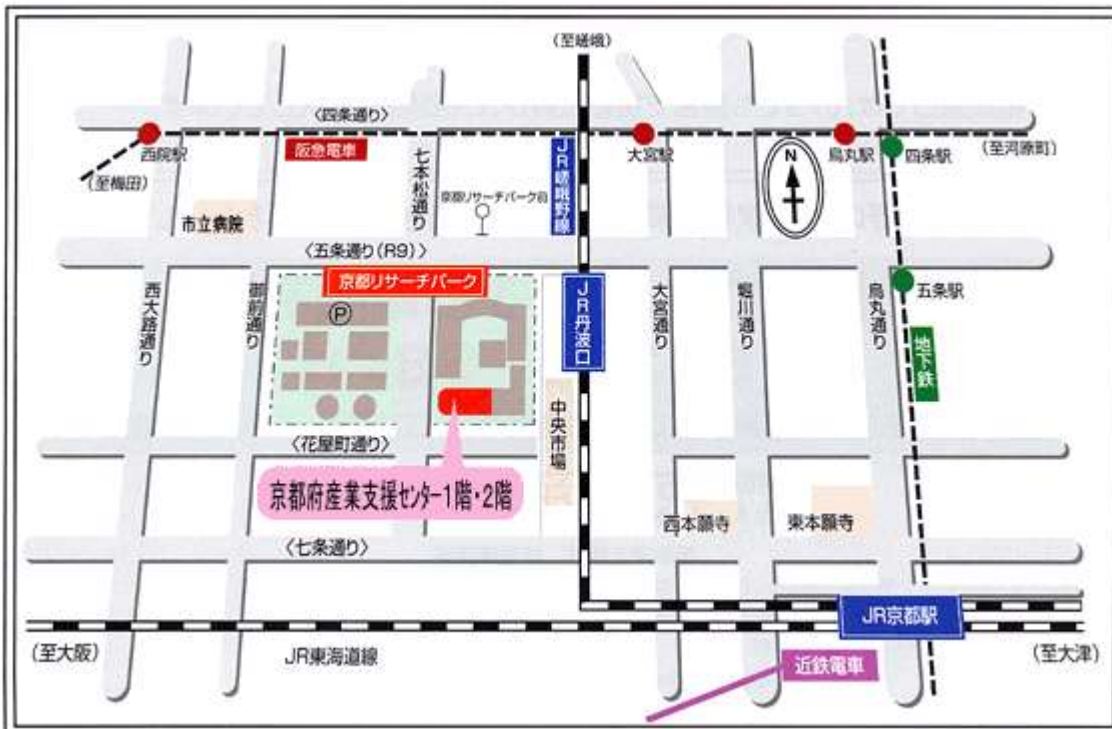 (至嵯峨)
〈四条通り〉
西院駅
阪急電車
大宮駅
烏丸駅
四条駅
(至河原町)
(至梅田)
七本松通り
JR嵯峨野線
N
京都リサーチパーク前
市立病院
〈五条通り(R9)〉
西大路通り
御前通り
京都リサーチパーク
P
JR丹波口
大宮通り
堀川通り
烏丸通り
五条駅
地下鉄
中央市場
〈花屋町通り〉
京都府産業支援センター1階・2階
西本願寺
東本願寺
〈七条通り〉
JR京都駅
(至大阪)
JR東海道線
近鉄電車
(至大津)